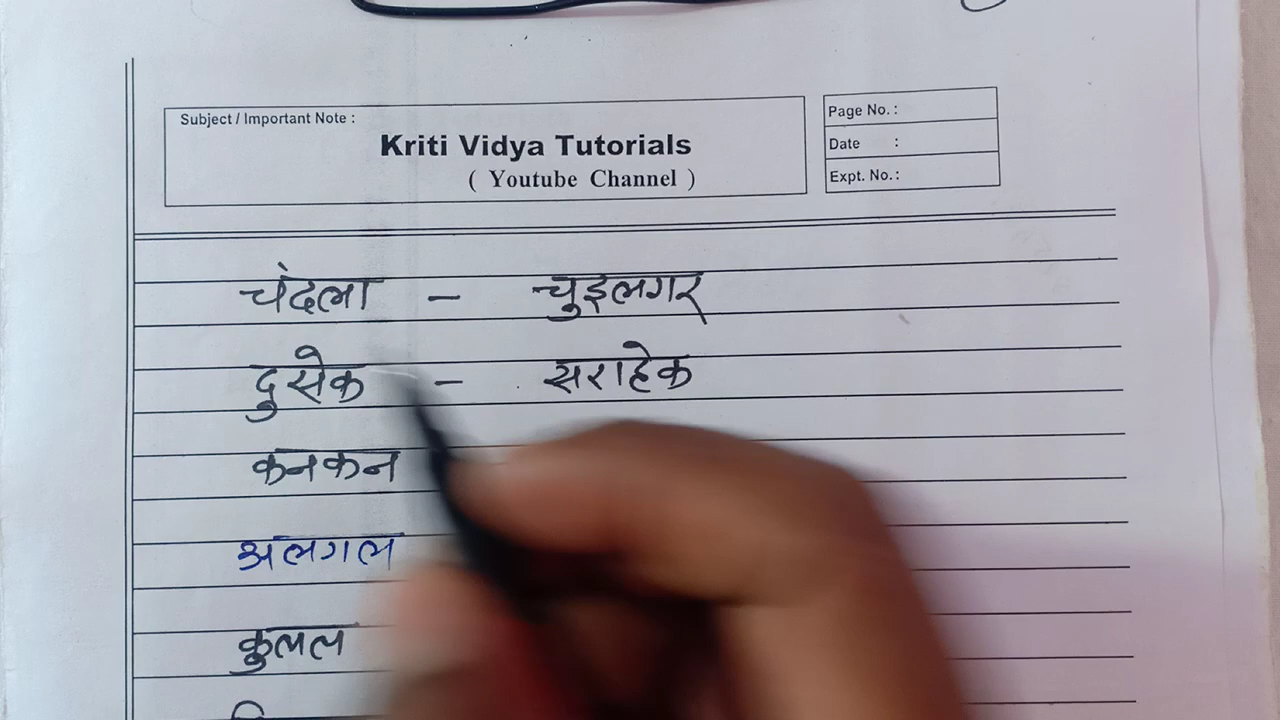 Subject / Important Note :
Kriti Vidya Tutorials
( Youtube Channel )
Page No. :
Date :
Expt. No. :
चंदला - चुइलगर
दुसेक - सराहेक
कनकन
अलगल
कुलल